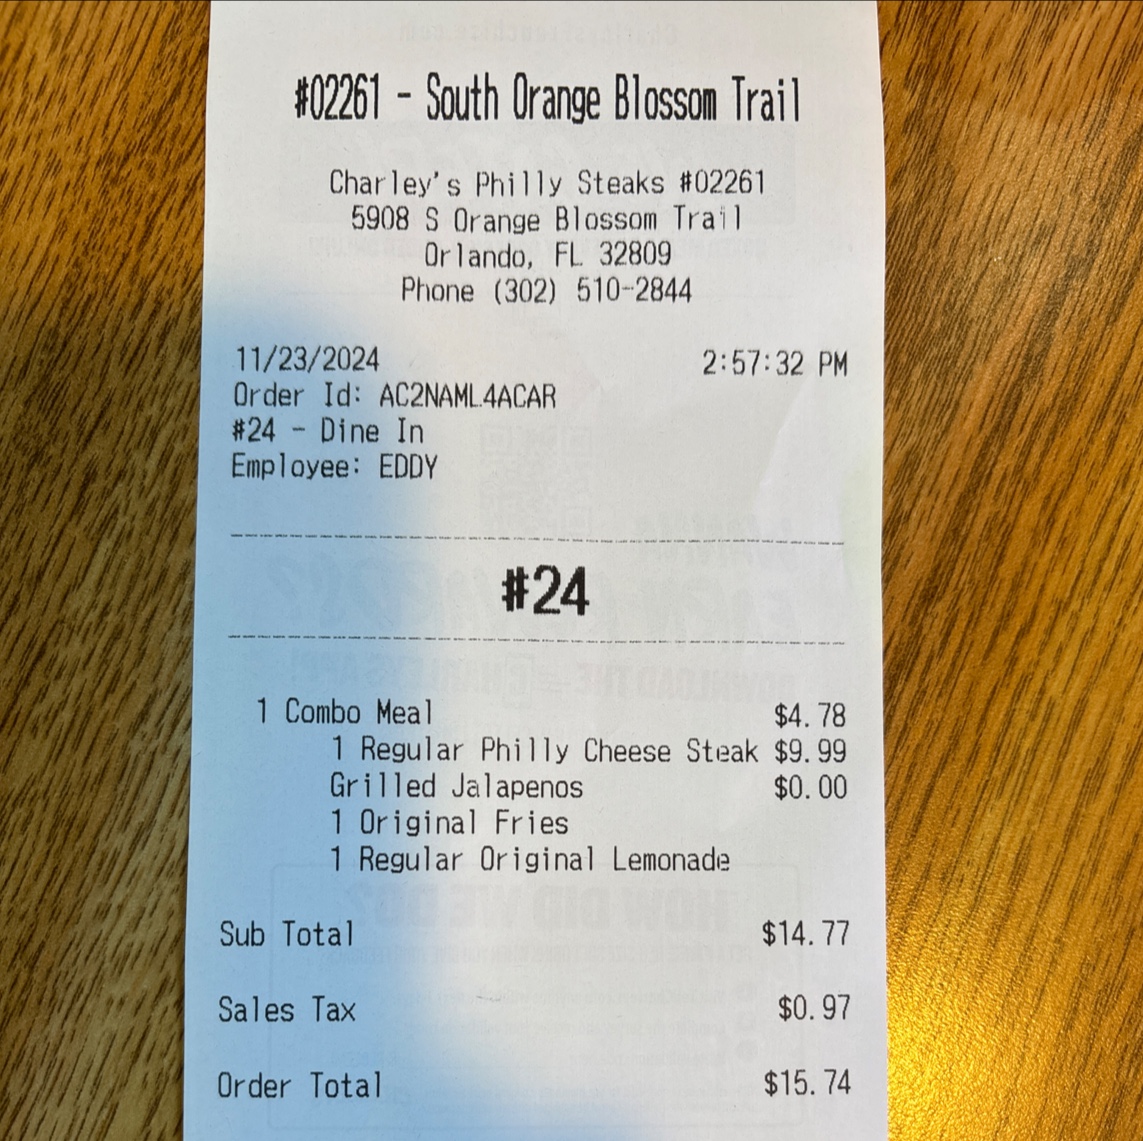 #02261 - South Orange Blossom Trail
Charley's Philly Steaks #02261
5908 S Orange Blossom Trail
Orlando, FL 32809
Phone (302) 510-2844
11/23/2024 2:57:32 PM
Order Id: AC2NAML4ACAR
#24 - Dine In
Employee: EDDY
#24
1 Combo Meal $4.78
1 Regular Philly Cheese Steak $9.99
Grilled Jalapenos $0.00
1 Original Fries
1 Regular Original Lemonade
Sub Total $14.77
Sales Tax $0.97
Order Total $15.74